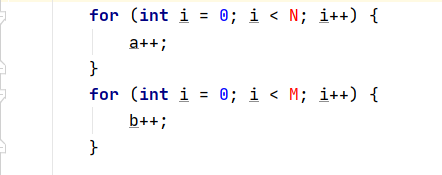 for (int i = 0; i < N; i++) {
a++;
}
for (int i = 0; i < M; i++) {
b++;
}